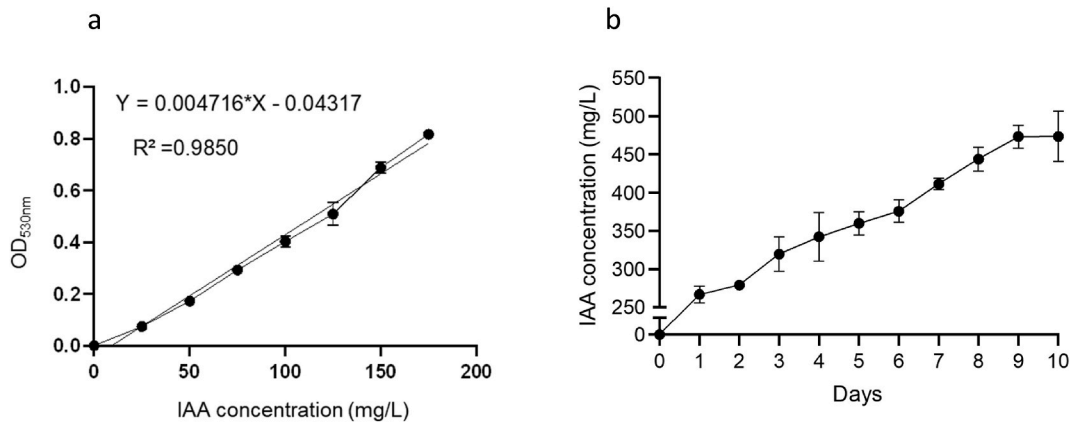 a
Y = 0.004716*X - 0.04317
R² =0.9850
OD530nm
1.0
0.8
0.6
0.4
0.2
0.0
0 50 100 150 200
IAA concentration (mg/L)
b
IAA concentration (mg/L)
550
500
450
400
350
300
250
0
0 1 2 3 4 5 6 7 8 9 10
Days